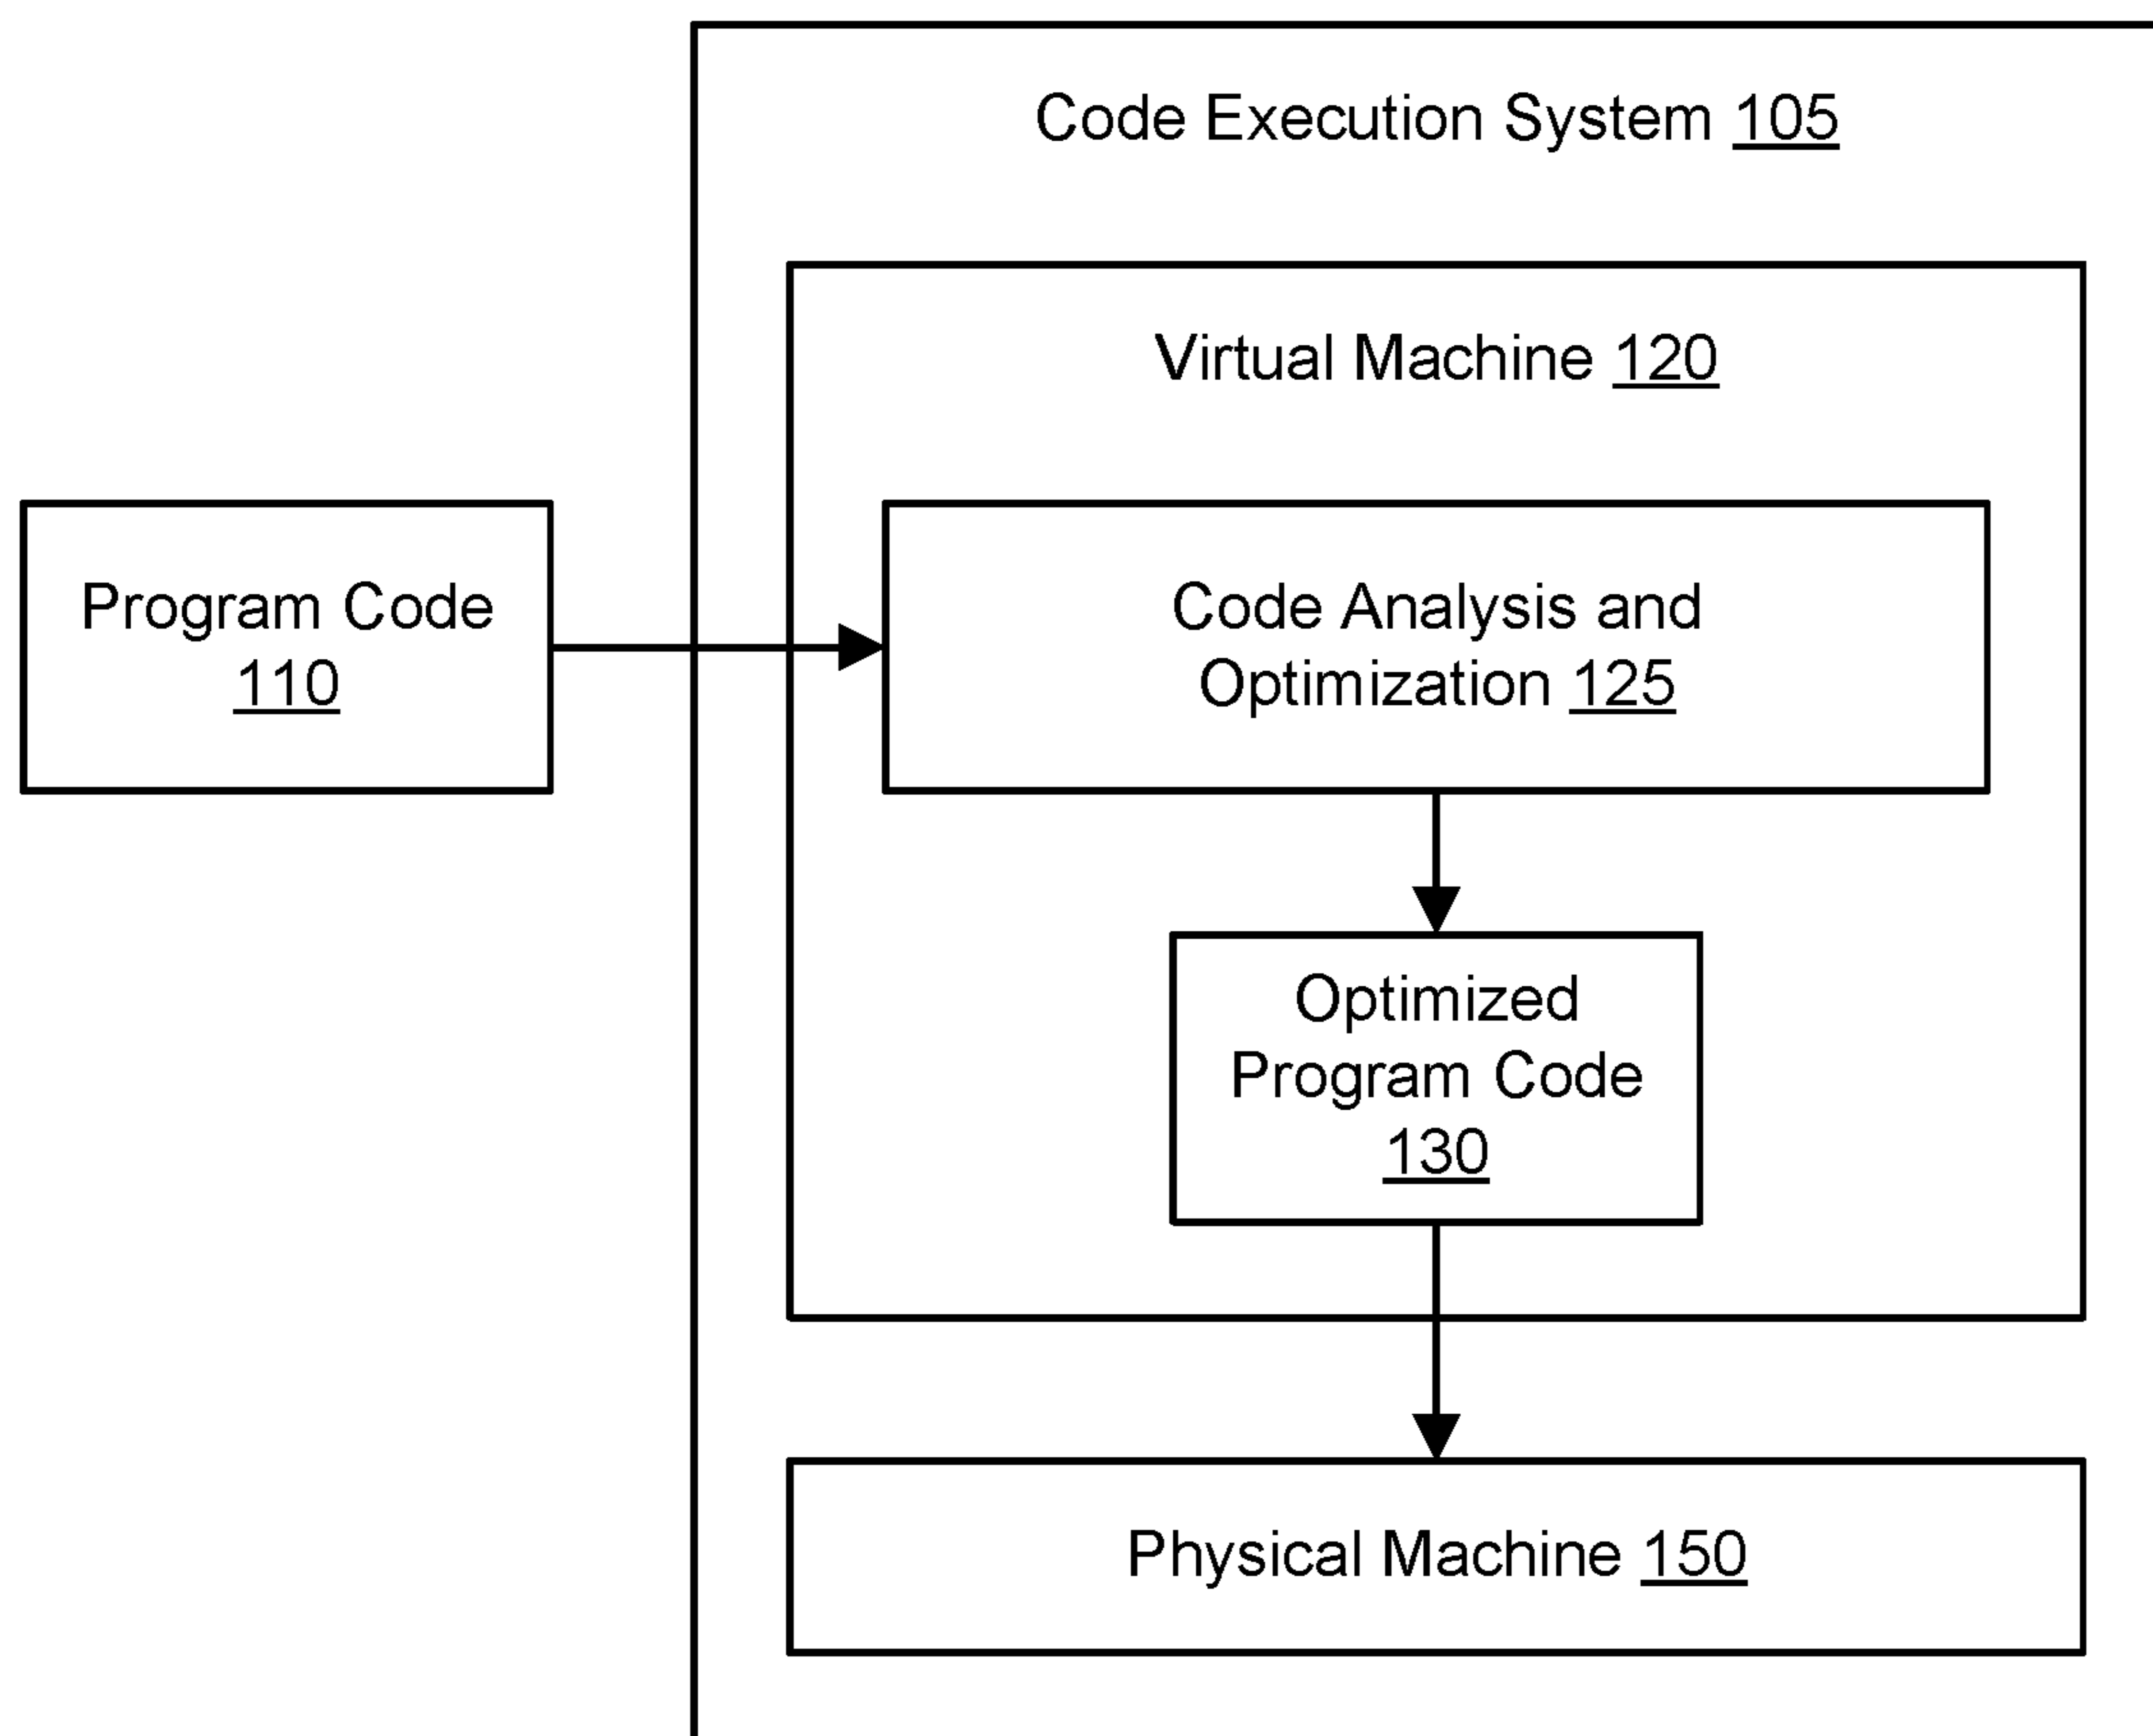 Code Execution System 105
Virtual Machine 120
Program Code
110
Code Analysis and
Optimization 125
Optimized
Program Code
130
Physical Machine 150